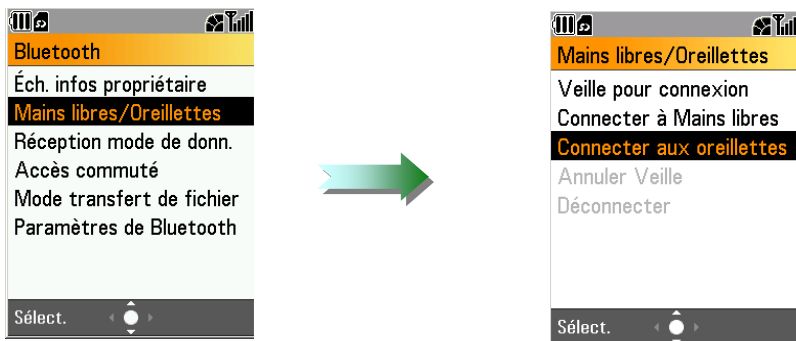 Bluetooth
Éch. infos propriétaire
Mains libres/Oreillettes
Réception mode de donn.
Accès commuté
Mode transfert de fichier
Paramètres de Bluetooth
Sélect.
Mains libres/Oreillettes
Veille pour connexion
Connecter à Mains libres
Connecter aux oreillettes
Annuler Veille
Déconnecter
Sélect.